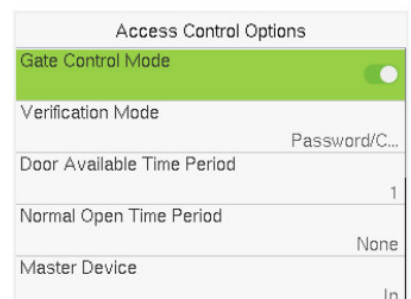 Access Control Options
Gate Control Mode
Verification Mode
Password/C...
Door Available Time Period
1
Normal Open Time Period
None
Master Device
In